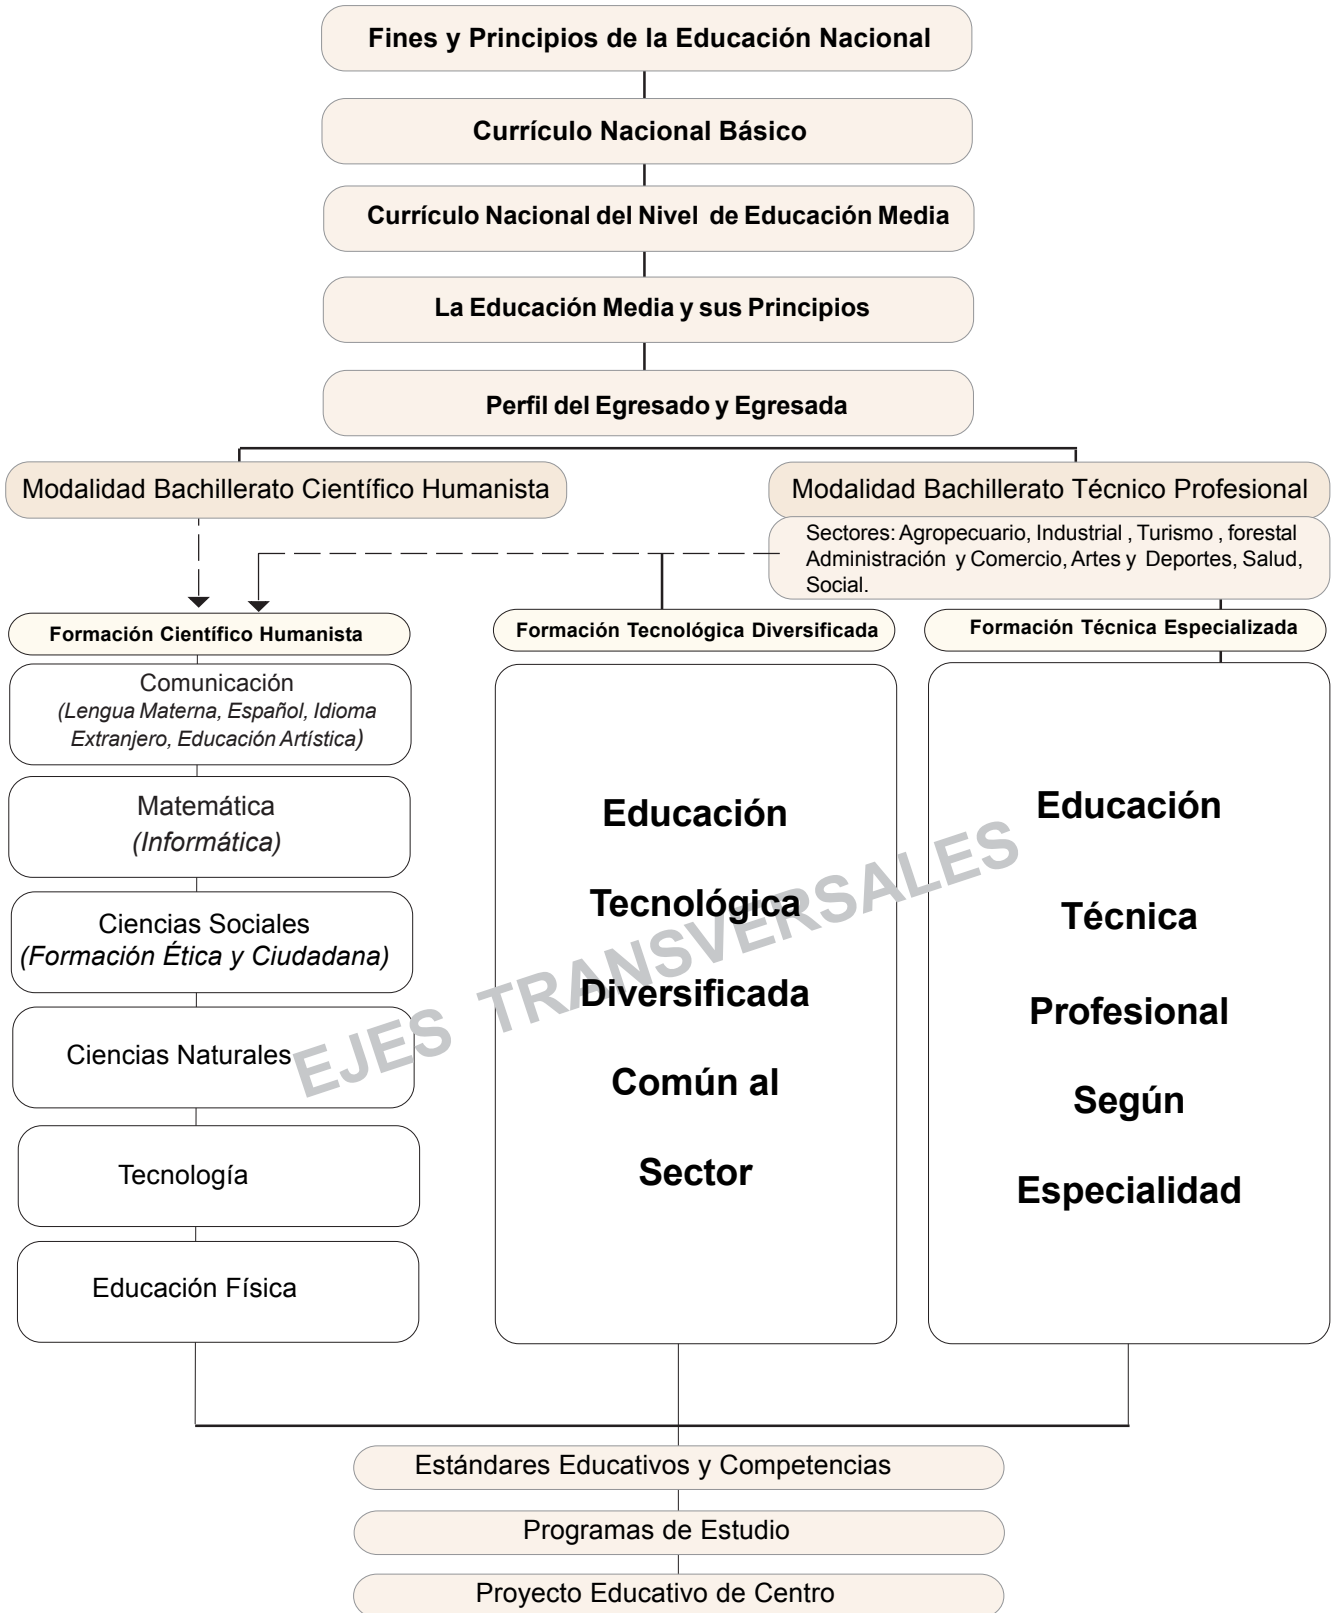 Fines y Principios de la Educación Nacional
Currículo Nacional Básico
Currículo Nacional del Nivel de Educación Media
La Educación Media y sus Principios
Perfil del Egresado y Egresada
Modalidad Bachillerato Científico Humanista
Modalidad Bachillerato Técnico Profesional
Sectores: Agropecuario, Industrial , Turismo , forestal
Administración y Comercio, Artes y Deportes, Salud,
Social.
Formación Científico Humanista
Comunicación
(Lengua Materna, Español, Idioma
Extranjero, Educación Artística)
Matemática
(Informática)
Ciencias Sociales
(Formación Ética y Ciudadana)
Ciencias Naturales
Tecnología
Educación Física
Formación Tecnológica Diversificada
Educación
Tecnológica
Diversificada
Común al
Sector
Formación Técnica Especializada
Educación
Técnica
Profesional
Según
Especialidad
EJES TRANSVERSALES
Estándares Educativos y Competencias
Programas de Estudio
Proyecto Educativo de Centro